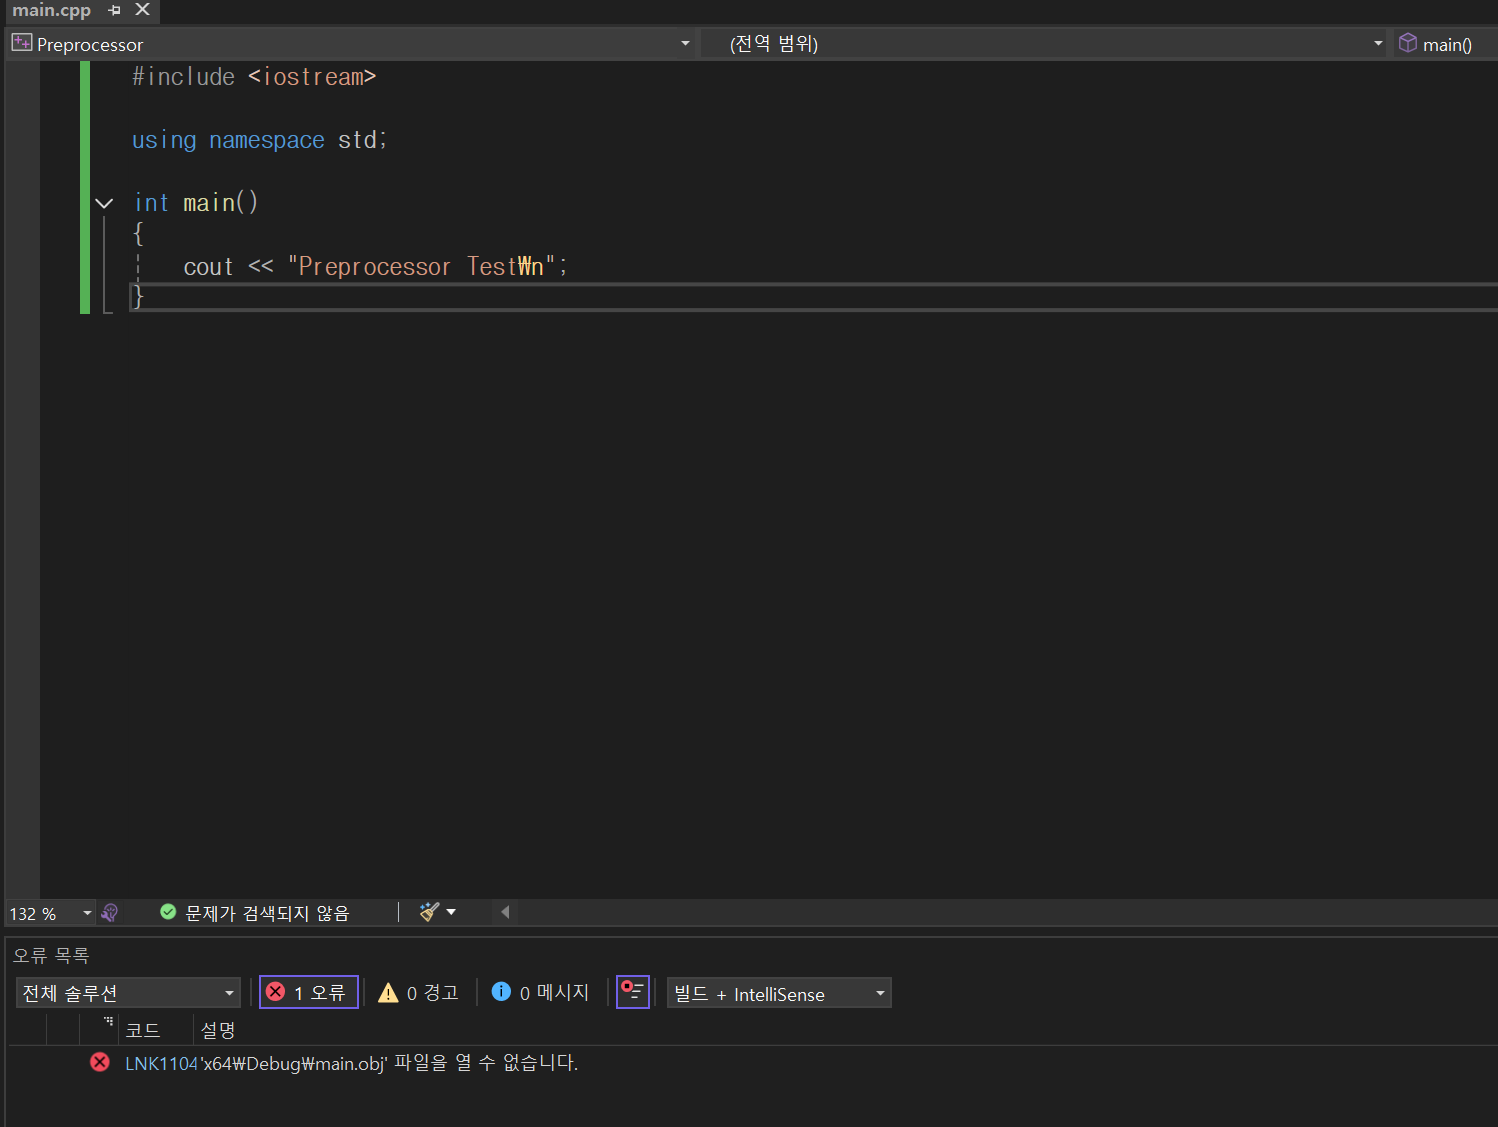 main.cpp
Preprocessor (전역 범위) main()
#include <iostream>
using namespace std;
int main()
{
cout << "Preprocessor Test₩n";
}
132 % 문제가 검색되지 않음
오류 목록
전체 솔루션 1 오류 0 경고 0 메시지 빌드 + IntelliSense
코드 설명
LNK1104 'x64₩Debug₩main.obj' 파일을 열 수 없습니다.